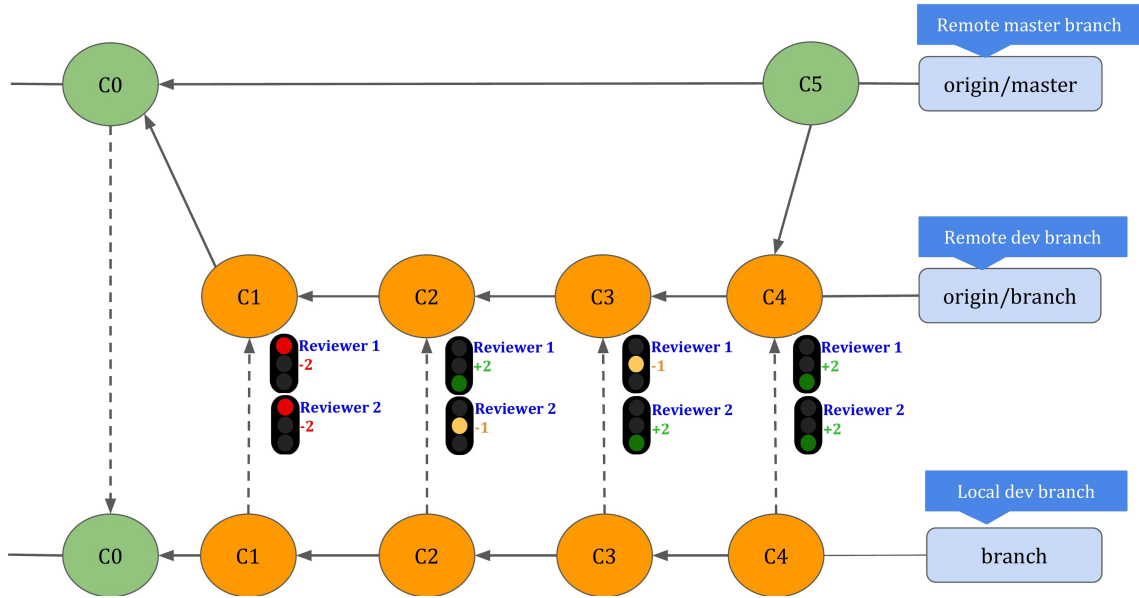 Remote master branch
C0
C5
origin/master
Remote dev branch
C1
C2
C3
C4
origin/branch
Reviewer 1
-2
Reviewer 1
+2
Reviewer 1
-1
Reviewer 1
+2
Reviewer 2
-2
Reviewer 2
-1
Reviewer 2
+2
Reviewer 2
+2
Local dev branch
C0
C1
C2
C3
C4
branch